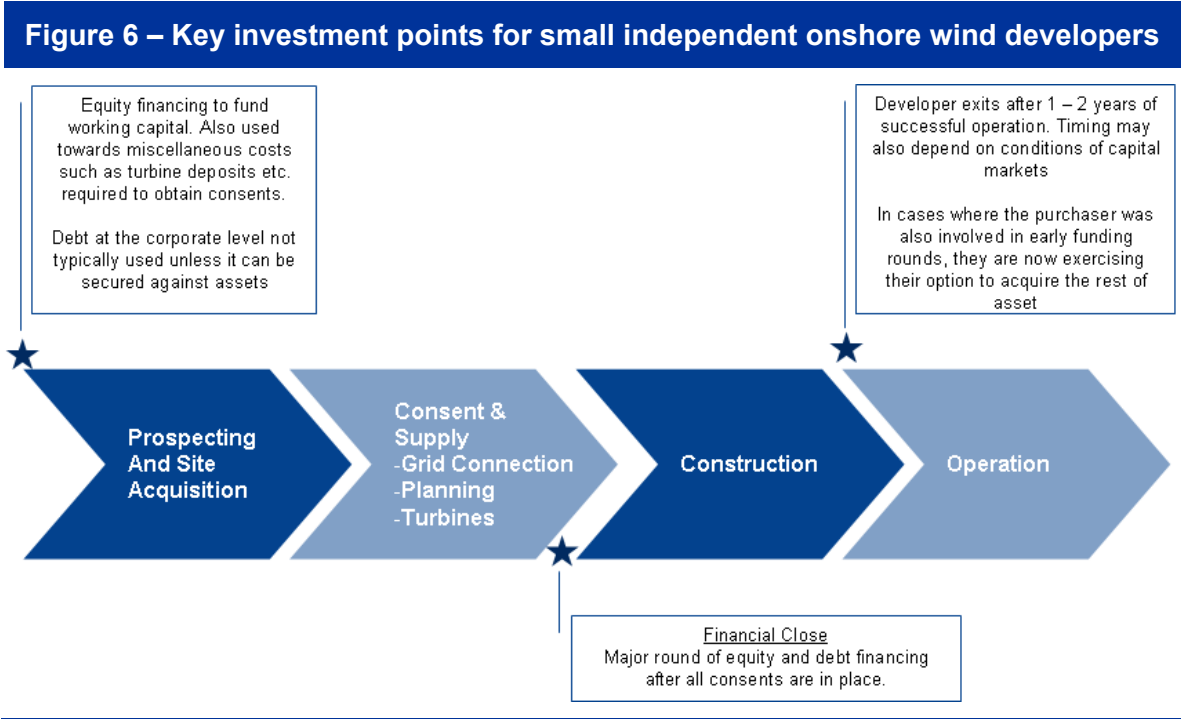 Figure 6 – Key investment points for small independent onshore wind developers
Equity financing to fund
working capital. Also used
towards miscellaneous costs
such as turbine deposits etc.
required to obtain consents.
Debt at the corporate level not
typically used unless it can be
secured against assets
Developer exits after 1 – 2 years of
successful operation. Timing may
also depend on conditions of capital
markets
In cases where the purchaser was
also involved in early funding
rounds, they are now exercising
their option to acquire the rest of
asset
Prospecting
And Site
Acquisition
Consent &
Supply
-Grid Connection
-Planning
-Turbines
Construction
Operation
Financial Close
Major round of equity and debt financing
after all consents are in place.